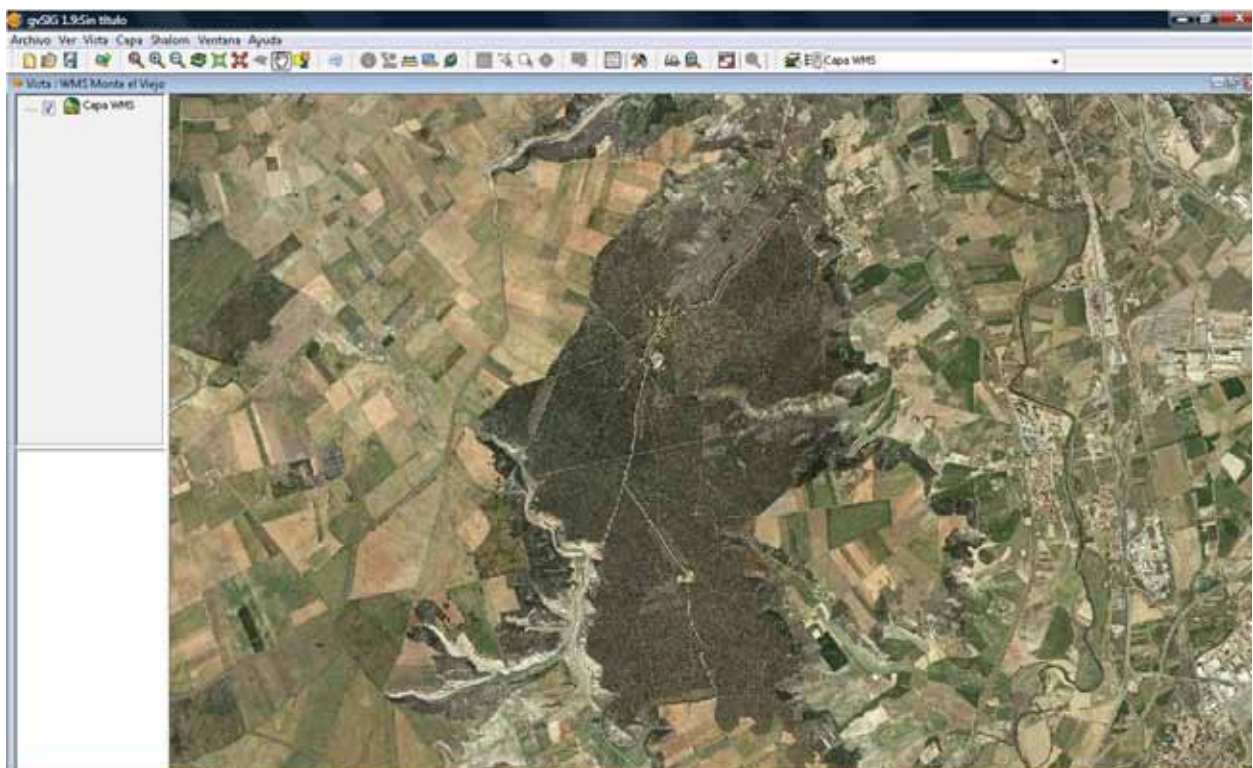 gvSIG 1.9:Sin título
Archivo Ver Vista Capa Shalom Ventana Ayuda
Capa WMS
Vista : WMS Monte el Viejo
Capa WMS